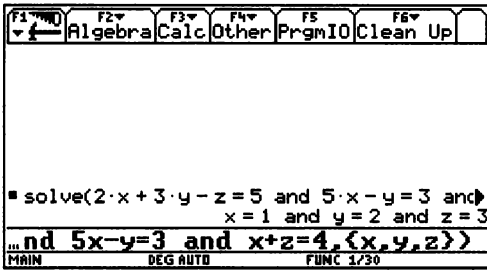 F1 F2 F3 F4 F5 F6
Algebra Calc Other PrgmIO Clean Up
solve(2·x + 3·y − z = 5 and 5·x − y = 3 and
x = 1 and y = 2 and z = 3
…nd 5x−y=3 and x+z=4,{x,y,z})
MAIN DEG AUTO FUNC 1/30